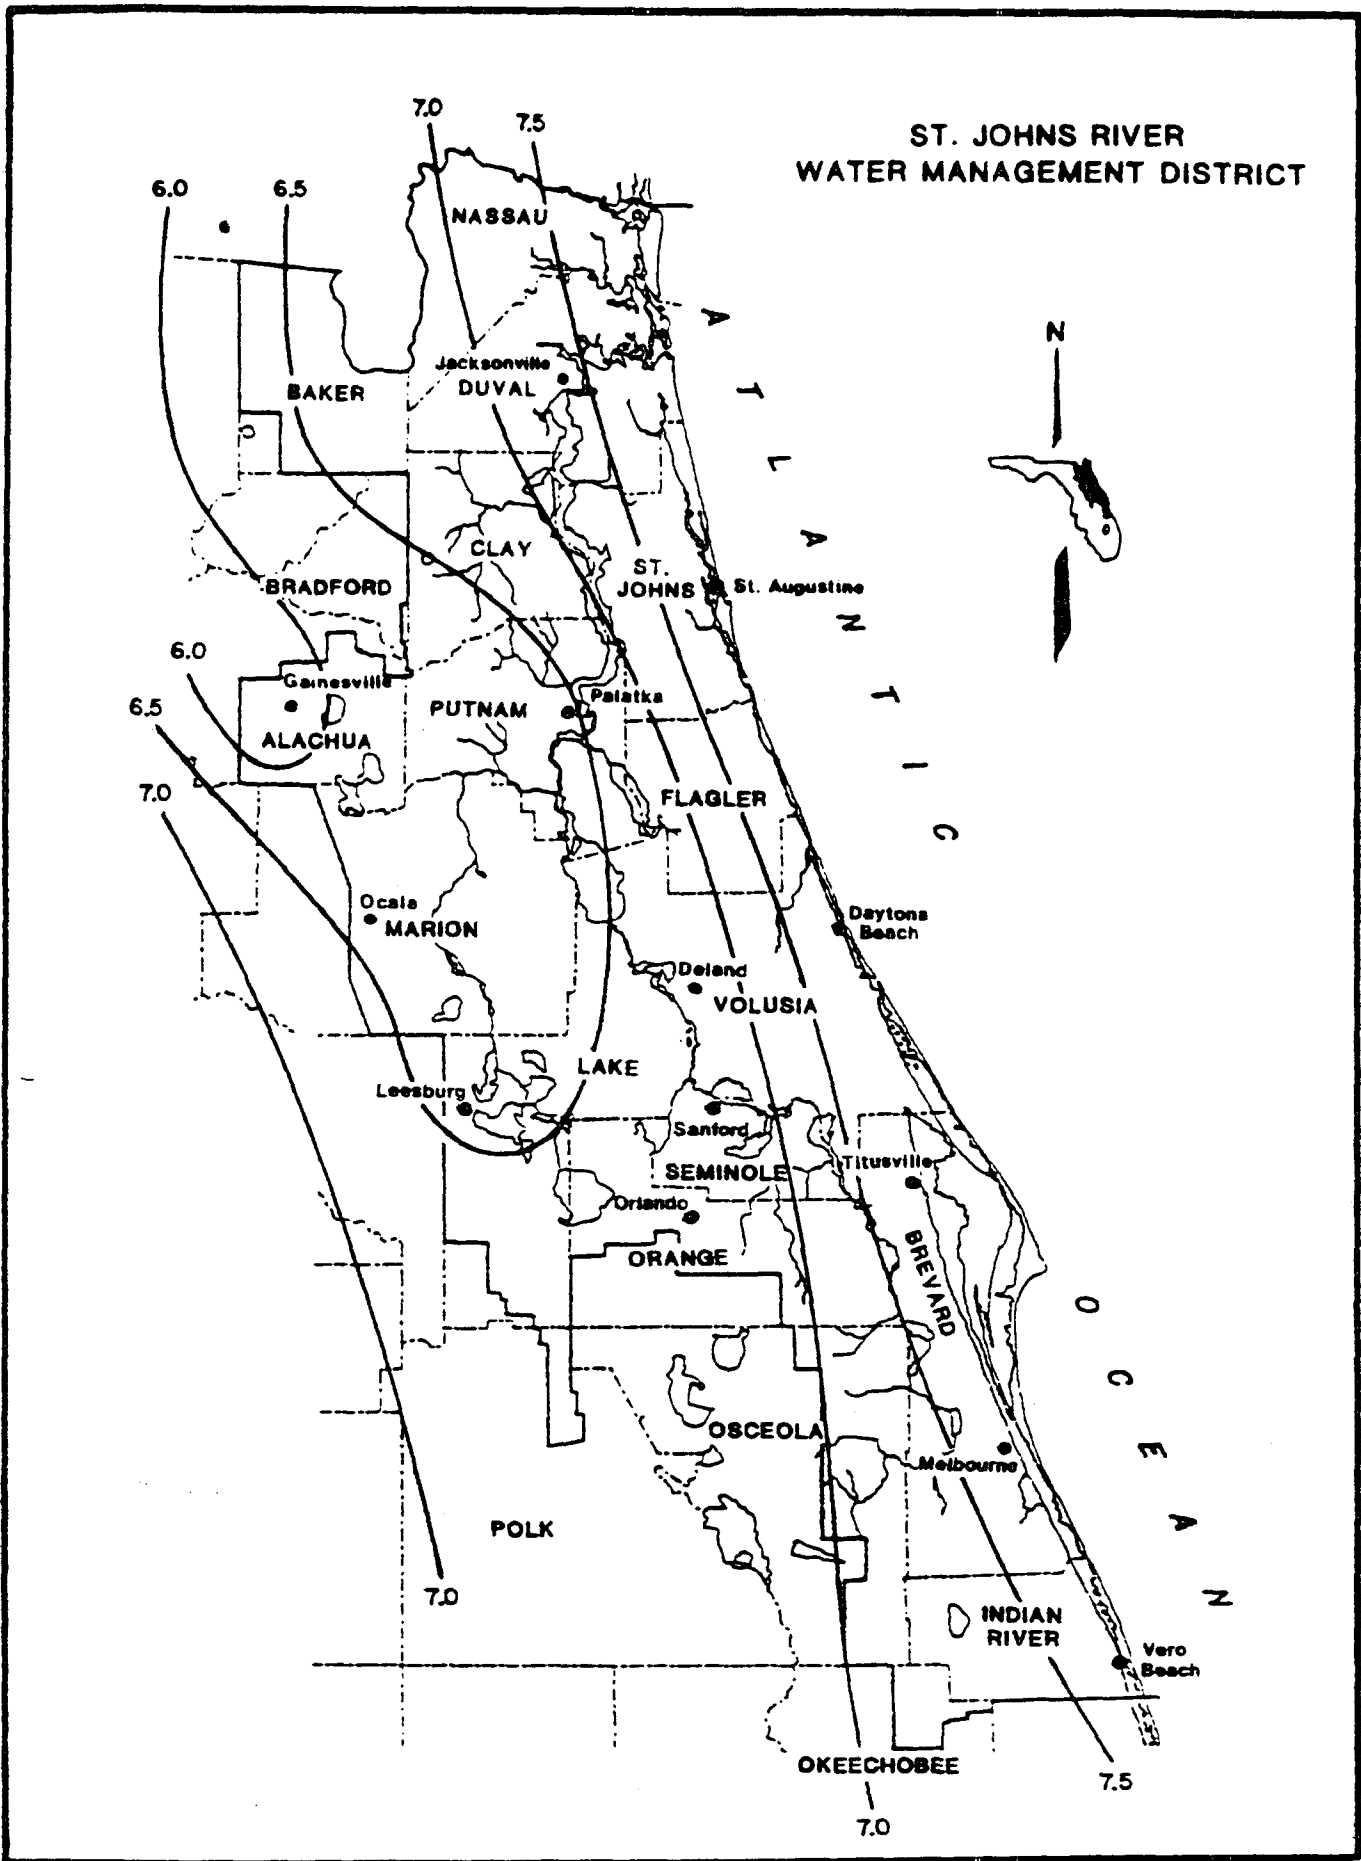 ST. JOHNS RIVER
WATER MANAGEMENT DISTRICT
7.0
7.5
6.0
6.5
NASSAU
N
Jacksonville
DUVAL
BAKER
CLAY
ST.
JOHNS
St. Augustine
BRADFORD
6.0
Gainesville
6.5
PUTNAM
Palatka
ALACHUA
7.0
FLAGLER
Ocala
MARION
Daytona
Beach
Deland
VOLUSIA
LAKE
Leesburg
Sanford
SEMINOLE
Titusville
Orlando
ORANGE
BREVARD
OSCEOLA
Melbourne
POLK
7.0
INDIAN
RIVER
Vero
Beach
OKEECHOBEE
7.5
7.0
ATLANTIC OCEAN